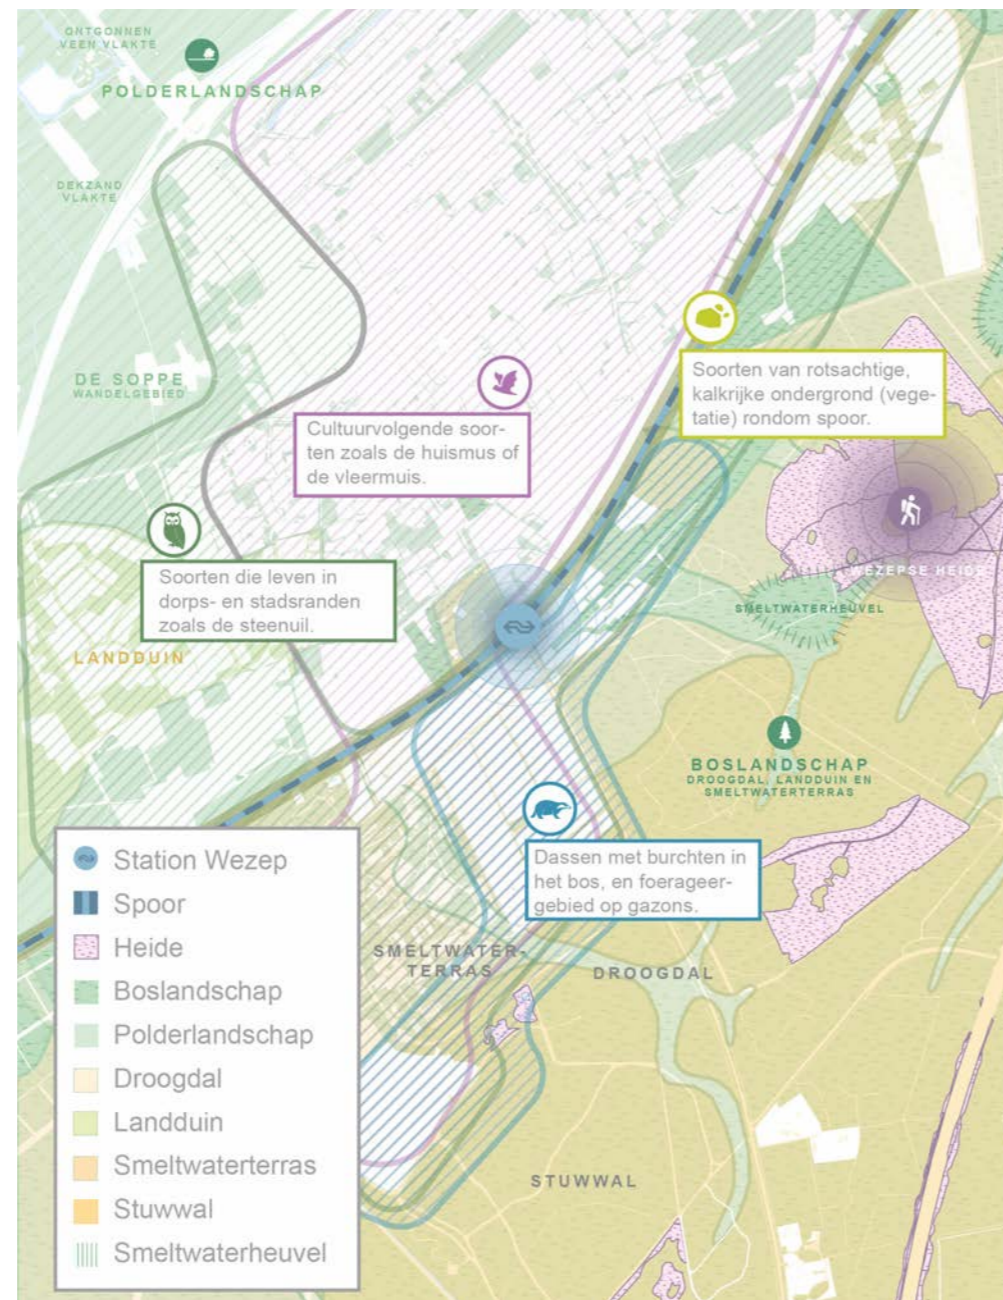 ONTGONNEN
VEEN VLAKTE
POLDERLANDSCHAP
DEKZAND
VLAKTE
DE SOPPE
WANDELGEBIED
Soorten van rotsachtige,
kalkrijke ondergrond (vege-
tatie) rondom spoor.
Cultuurvolgende soor-
ten zoals de huismus of
de vleermuis.
Soorten die leven in
dorps- en stadsranden
zoals de steenuil.
WEZEPSE HEIDE
SMELTWATERHEUVEL
LANDDUIN
BOSLANDSCHAP
DROOGDAL, LANDDUIN EN
SMELTWATERTERRAS
Dassen met burchten in
het bos, en foerageer-
gebied op gazons.
SMELTWATER-
TERRAS
DROOGDAL
STUWWAL
Station Wezep
Spoor
Heide
Boslandschap
Polderlandschap
Droogdal
Landduin
Smeltwaterterras
Stuwwal
Smeltwaterheuvel